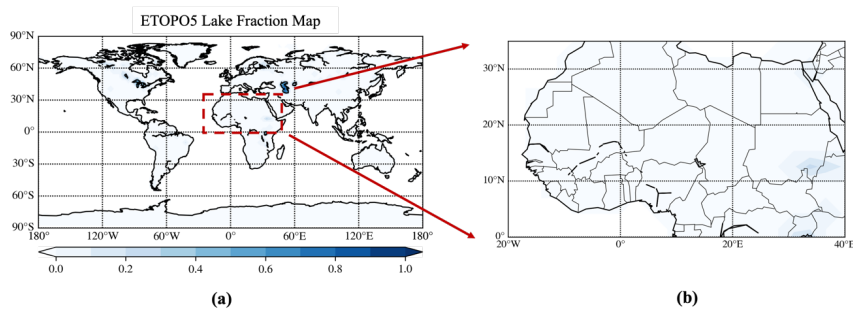 ETOPO5 Lake Fraction Map
90°N
60°N
30°N
0°
30°S
60°S
90°S
180° 120°W 60°W 0° 60°E 120°E 180°
0.0 0.2 0.4 0.6 0.8 1.0
(a)
30°N
20°N
10°N
0°
20°W 0° 20°E 40°E
(b)